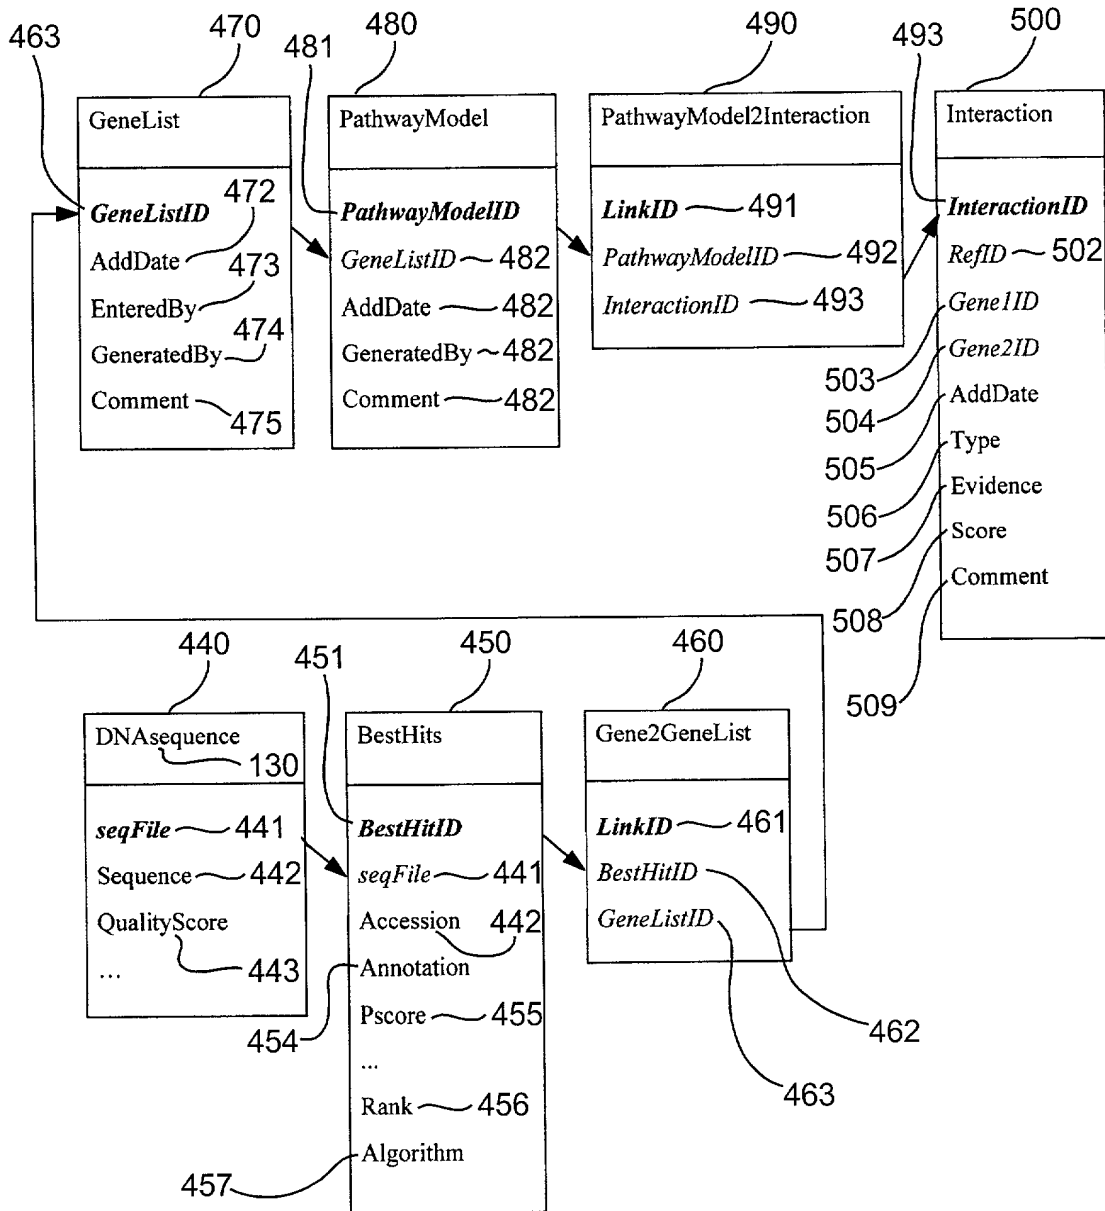 463
470
481
480
490
493
500
GeneList
GeneListID
472
AddDate
473
EnteredBy
474
GeneratedBy
Comment
475
PathwayModel
PathwayModelID
GeneListID 482
AddDate 482
GeneratedBy 482
Comment 482
PathwayModel2Interaction
LinkID 491
PathwayModelID 492
InteractionID 493
Interaction
InteractionID
RefID 502
Gene1ID
Gene2ID
503
AddDate
504
Type
505
Evidence
506
Score
507
Comment
508
509
440
451
450
460
DNAsequence
130
seqFile 441
Sequence 442
QualityScore
... 443
BestHits
BestHitID
seqFile 441
Accession 442
Annotation
454
Pscore 455
...
Rank 456
Algorithm
457
Gene2GeneList
LinkID 461
BestHitID
GeneListID
462
463